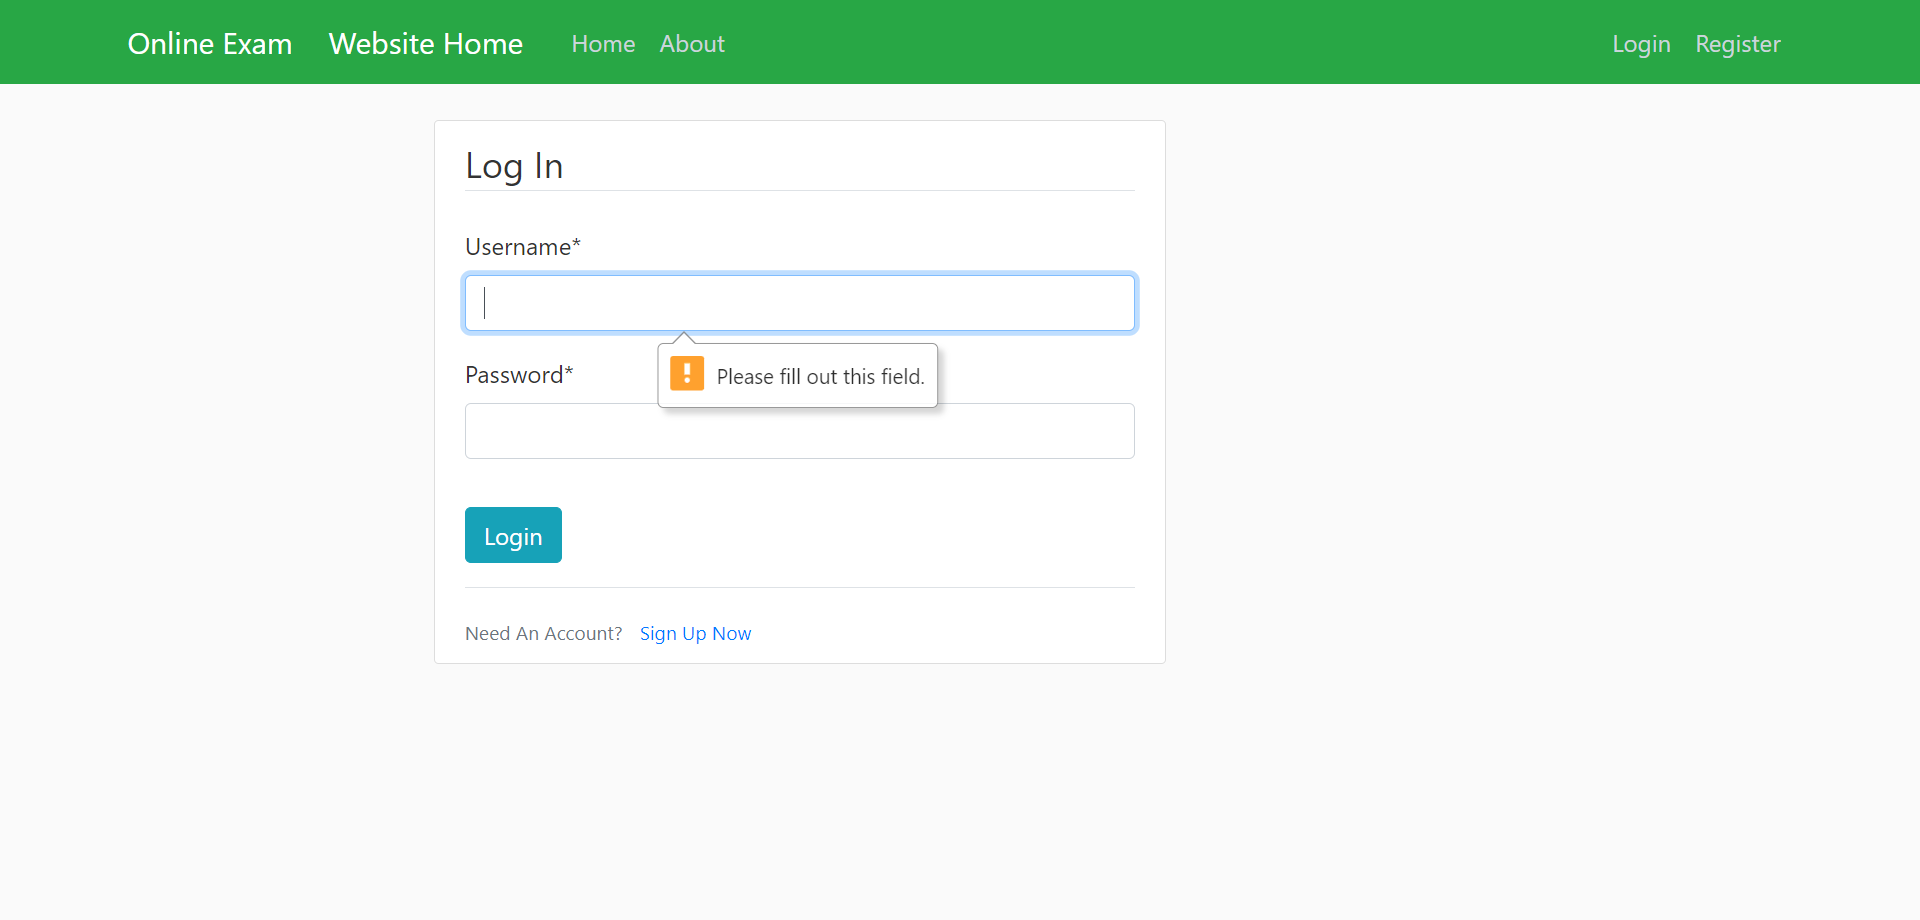 Online Exam Website Home Home About Login Register
Log In
Username*
Please fill out this field.
Password*
Login
Need An Account? Sign Up Now